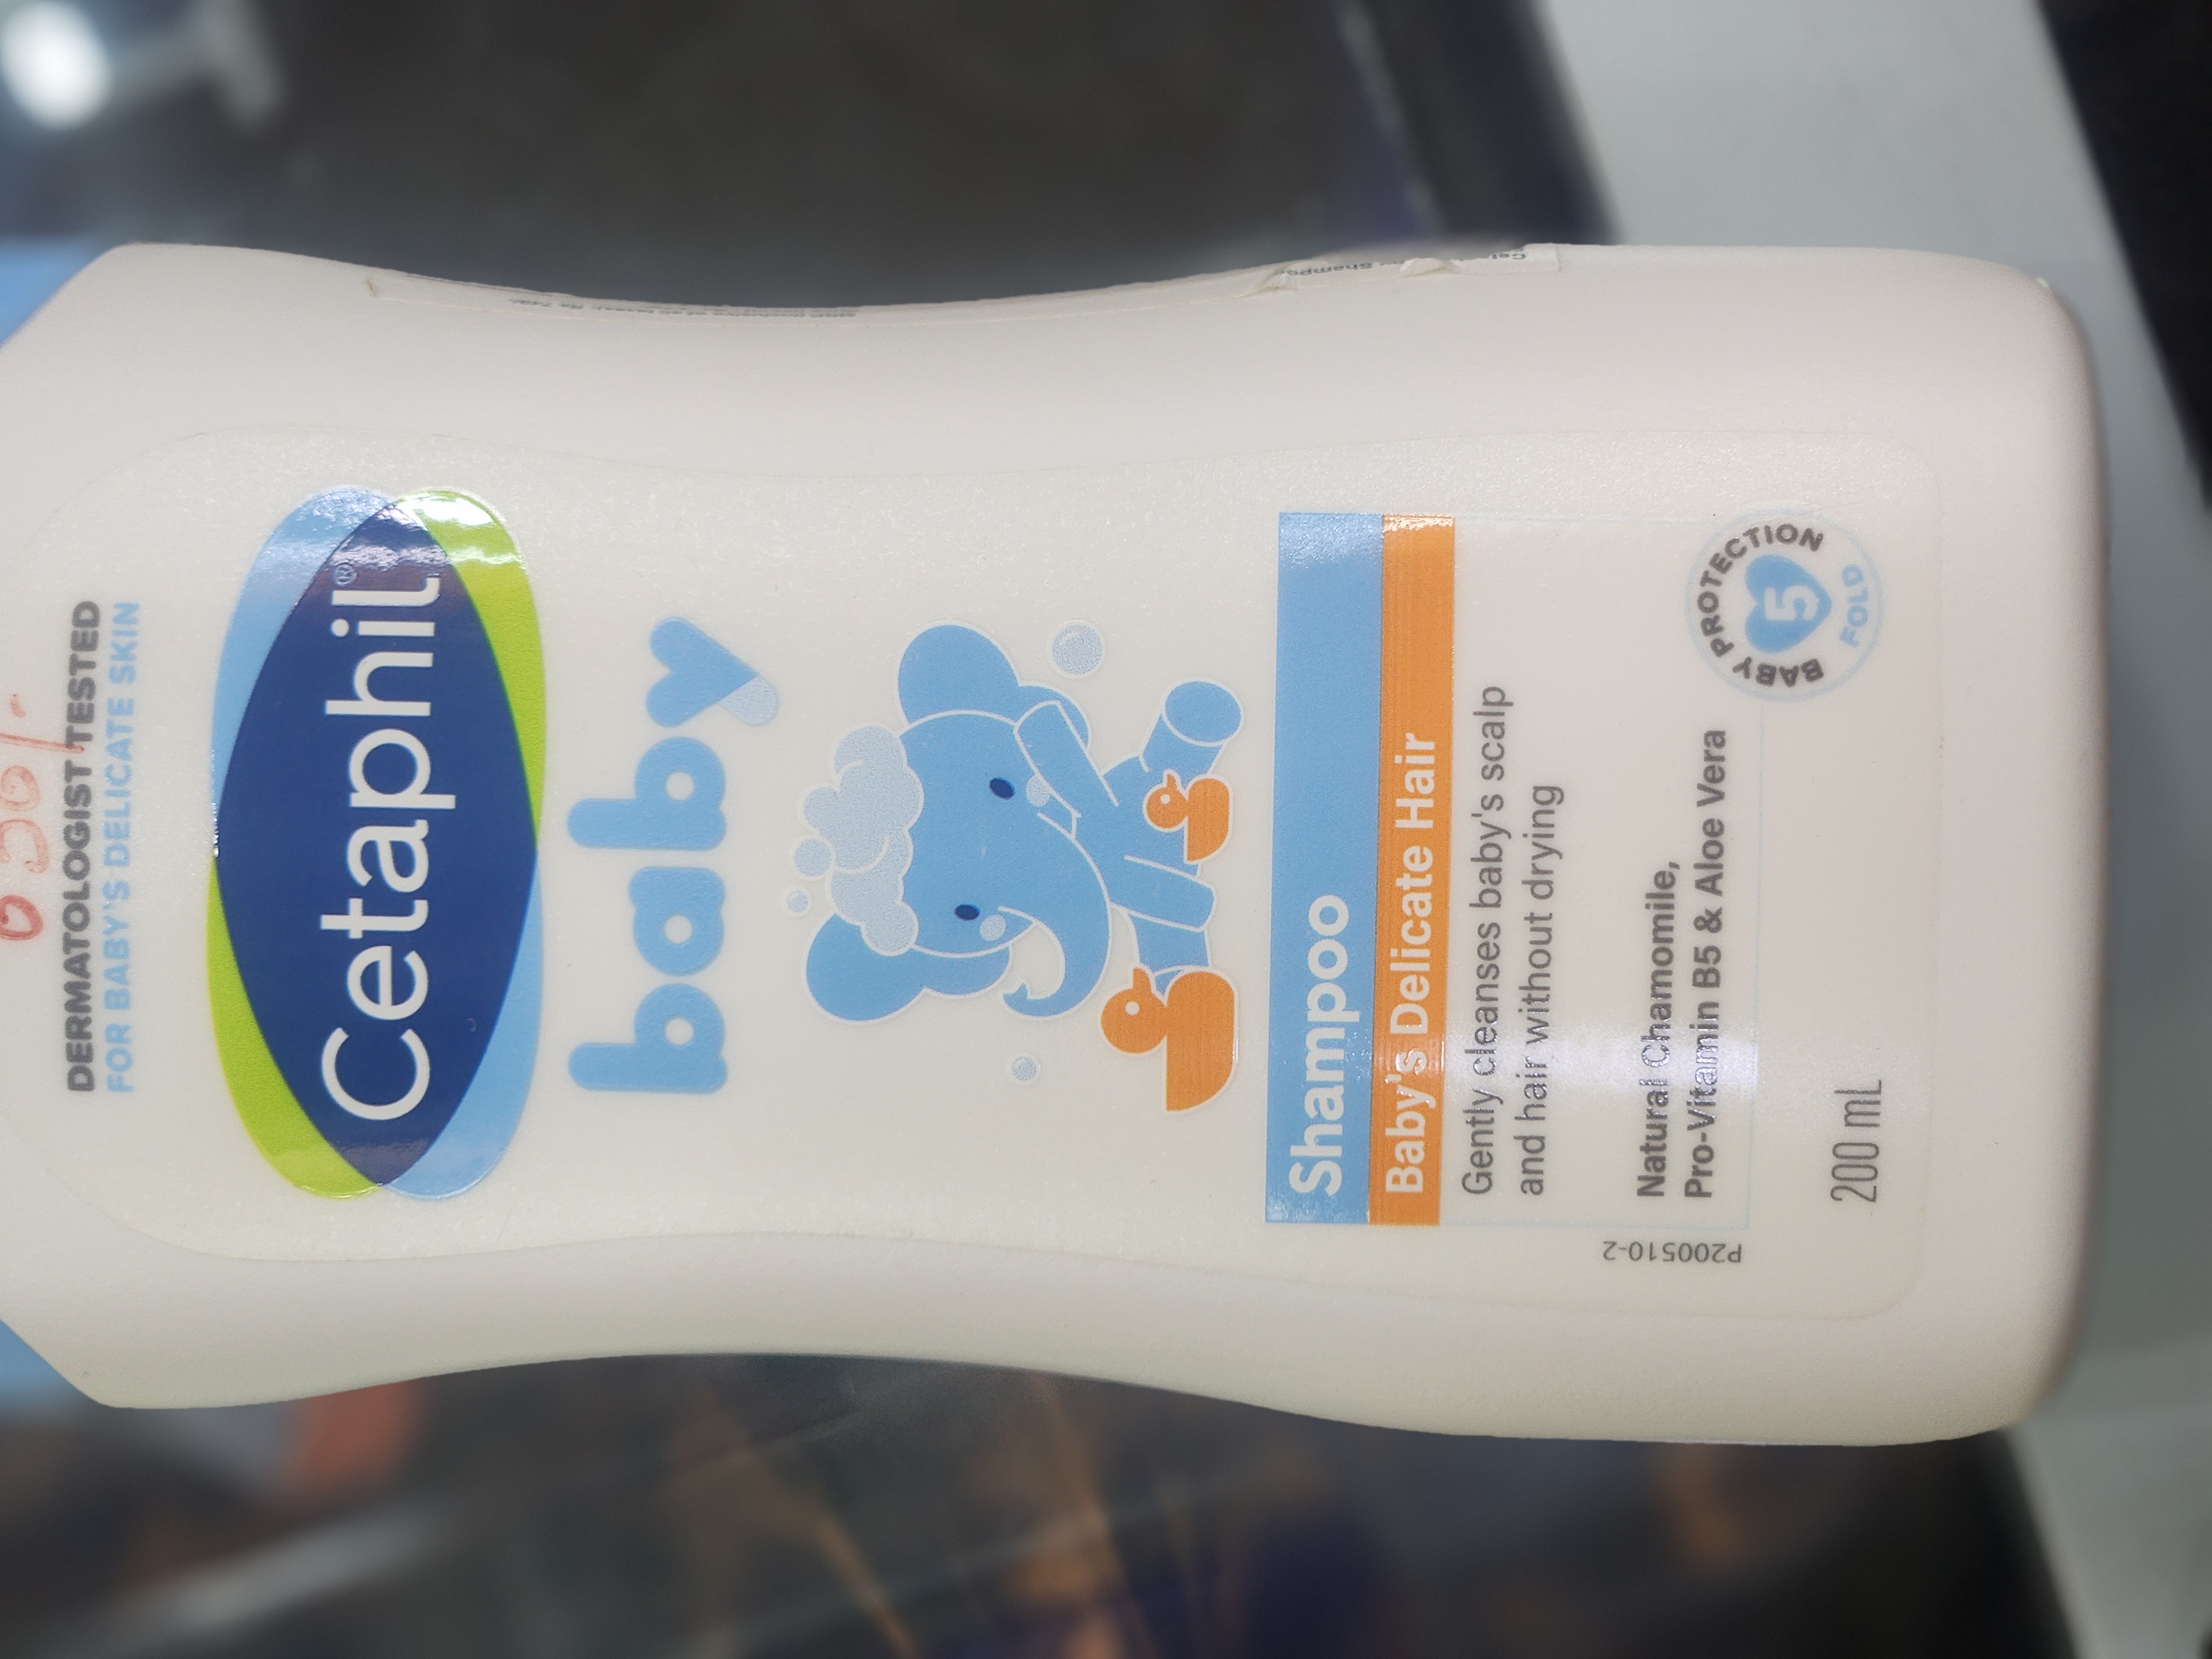 DERMATOLOGIST TESTED
FOR BABY'S DELICATE SKIN
Cetaphil®
baby
Shampoo
Baby's Delicate Hair
Gently cleanses baby's scalp
and hair without drying
Natural Chamomile,
Pro-Vitamin B5 & Aloe Vera
BABY PROTECTION
5
FOLD
200 mL
P200510-2